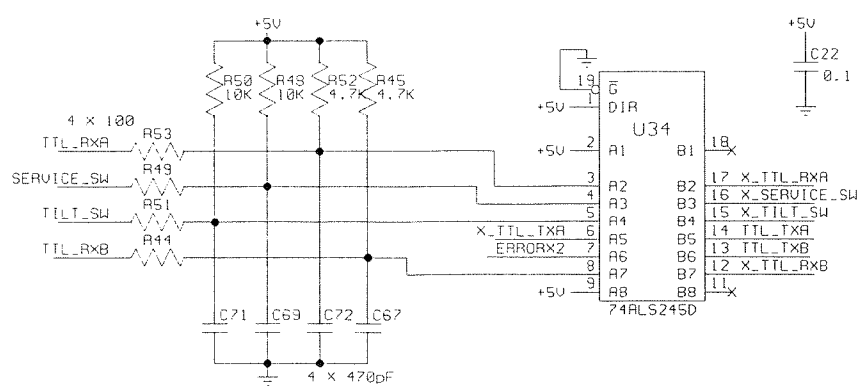 +5V
+5V
R50
10K
R48
10K
R52
4.7K
R45
4.7K
C22
0.1
19
G
1
DIR
+5V
U34
4 X 100
TTL_RXA
R53
+5V
2
A1
B1
18
R49
SERVICE_SW
3
A2
B2
17
X_TTL_RXA
4
A3
B3
16
X_SERVICE_SW
TILT_SW
R51
5
A4
B4
15
X_TILT_SW
X_TTL_TXA
6
A5
B5
14
TTL_TXA
TTL_RXB
R44
ERRORX2
7
A6
B6
13
TTL_TXB
8
A7
B7
12
X_TTL_RXB
+5V
9
A8
B8
11
74ALS245D
C71
C69
C72
C67
4 X 470pF